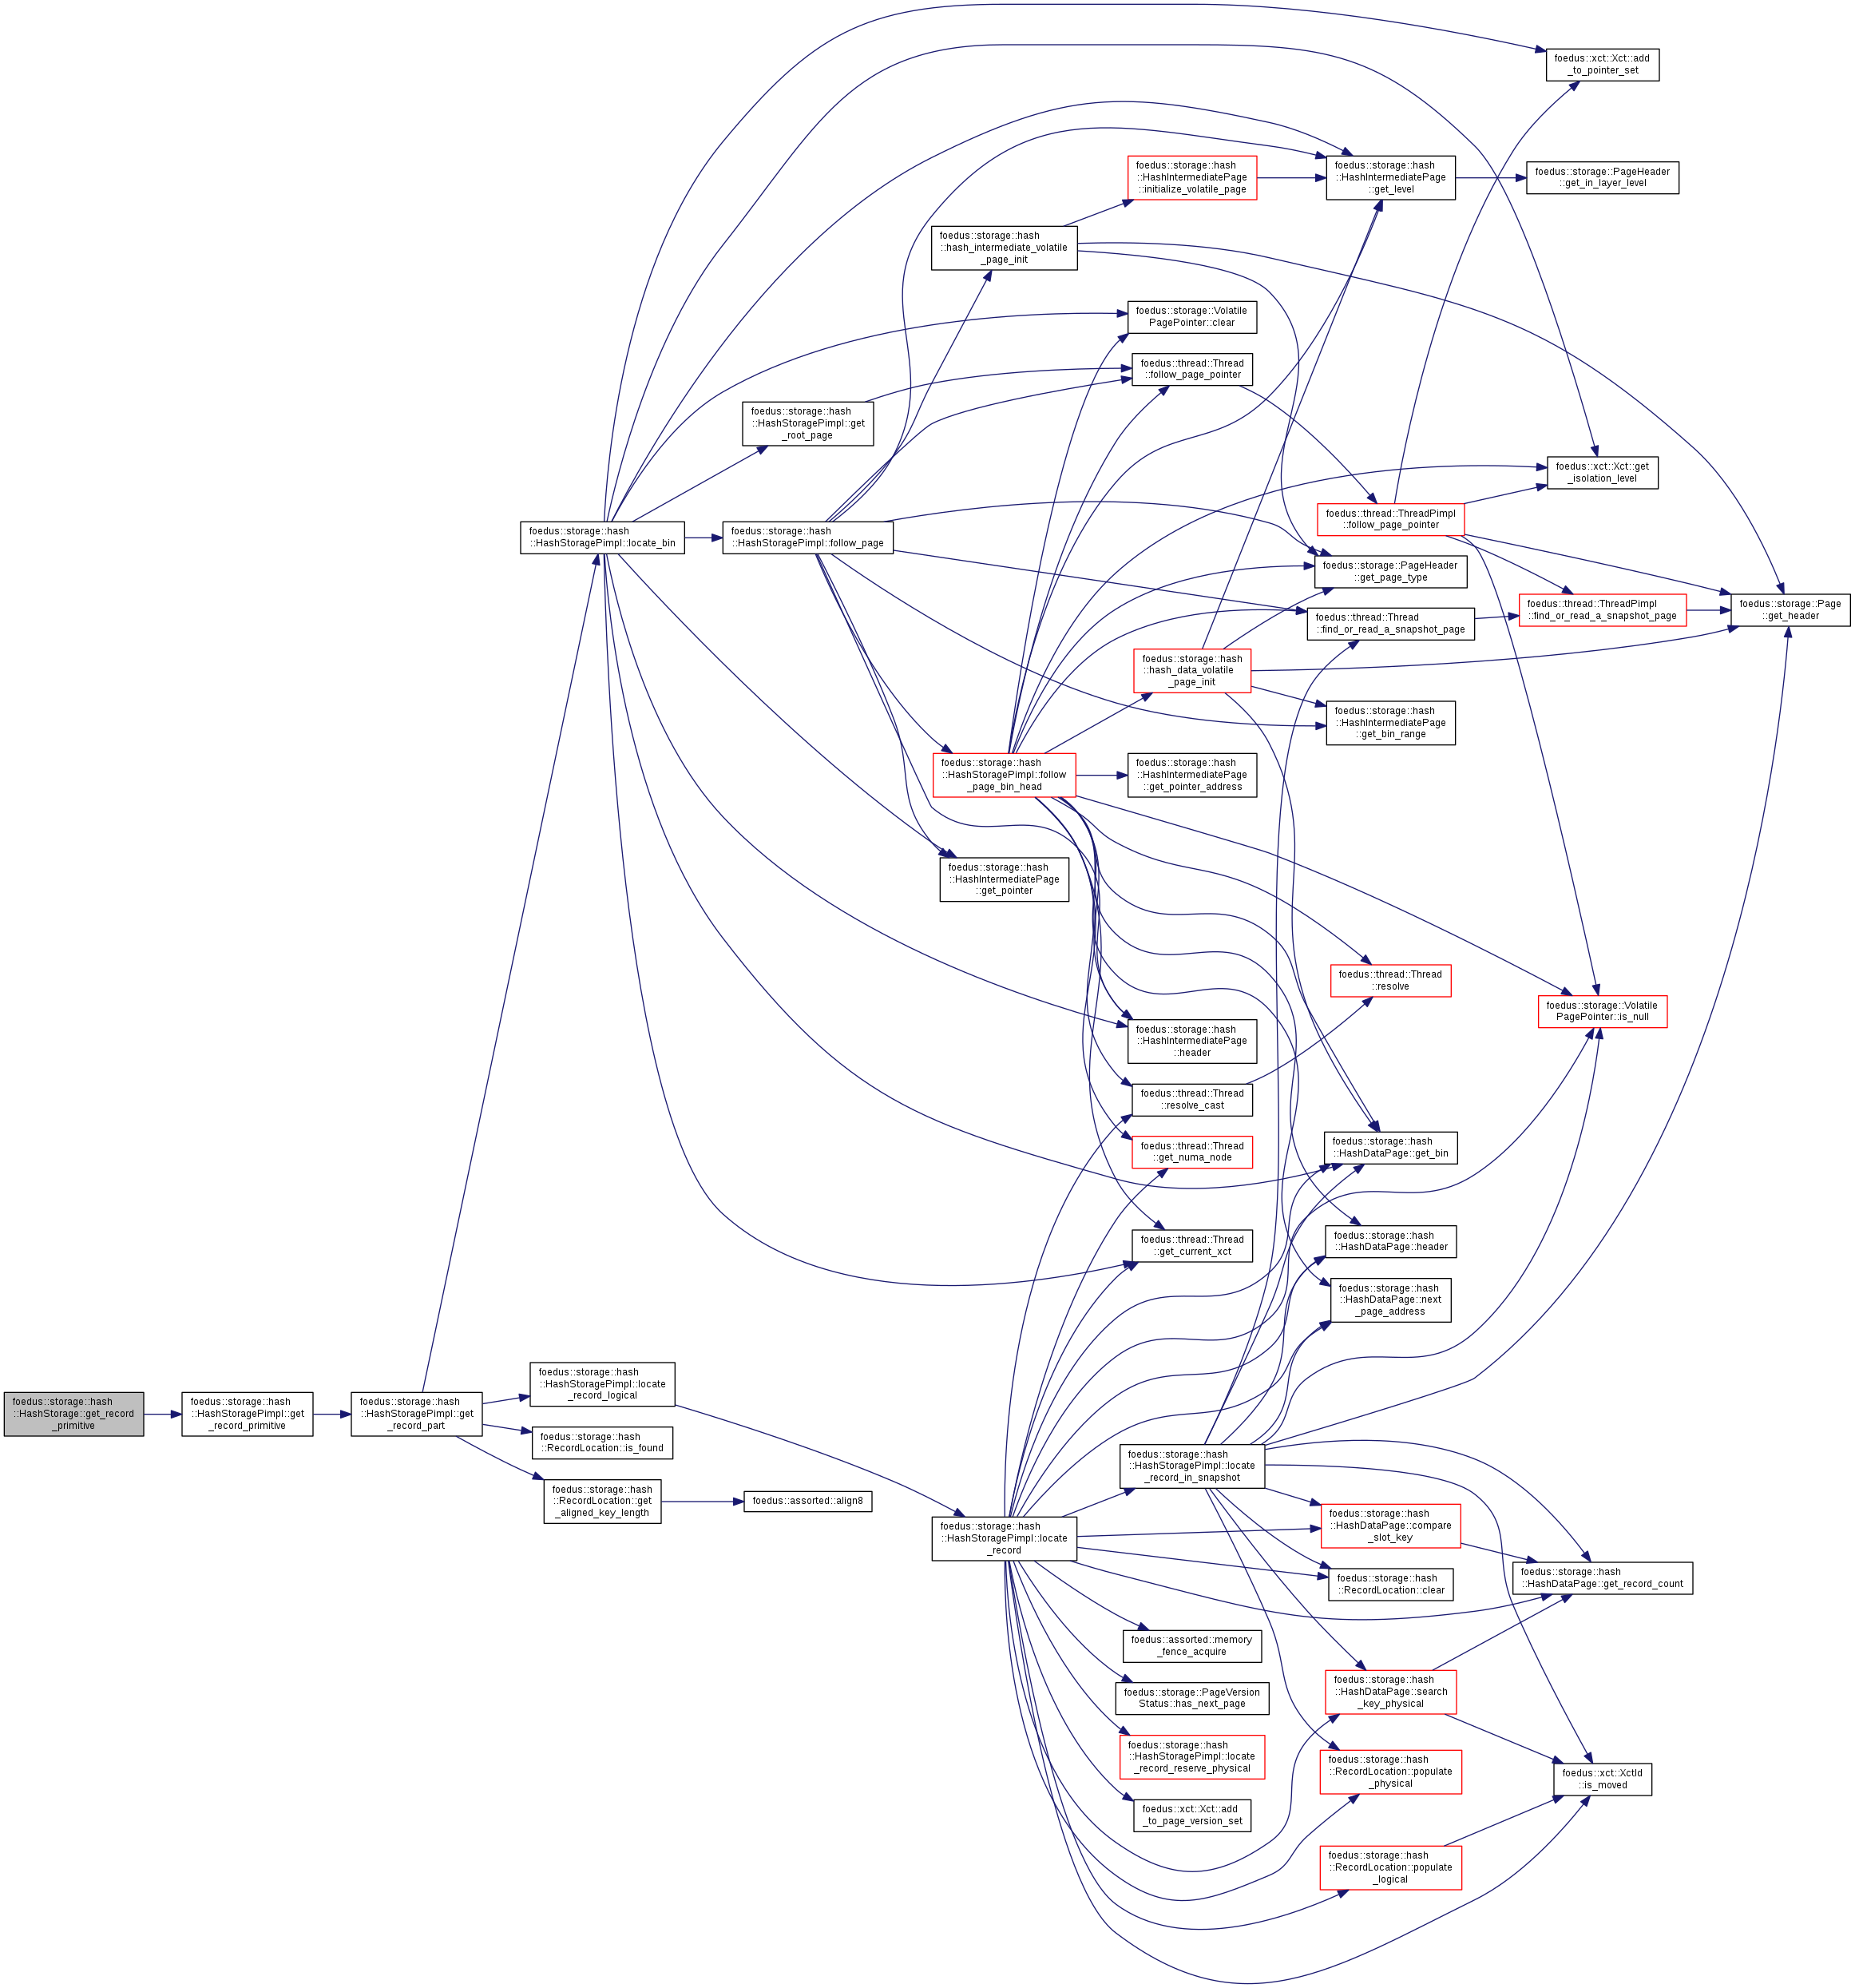 foedus::xct::Xct::add
_to_pointer_set
foedus::storage::hash
::HashIntermediatePage
::initialize_volatile_page
foedus::storage::hash
::HashIntermediatePage
::get_level
foedus::storage::PageHeader
::get_in_layer_level
foedus::storage::hash
::hash_intermediate_volatile
_page_init
foedus::storage::Volatile
PagePointer::clear
foedus::thread::Thread
::follow_page_pointer
foedus::storage::hash
::HashStoragePimpl::get
_root_page
foedus::xct::Xct::get
_isolation_level
foedus::thread::ThreadPimpl
::follow_page_pointer
foedus::storage::hash
::HashStoragePimpl::locate_bin
foedus::storage::hash
::HashStoragePimpl::follow_page
foedus::storage::PageHeader
::get_page_type
foedus::thread::Thread
::find_or_read_a_snapshot_page
foedus::thread::ThreadPimpl
::find_or_read_a_snapshot_page
foedus::storage::Page
::get_header
foedus::storage::hash
::hash_data_volatile
_page_init
foedus::storage::hash
::HashIntermediatePage
::get_bin_range
foedus::storage::hash
::HashStoragePimpl::follow
_page_bin_head
foedus::storage::hash
::HashIntermediatePage
::get_pointer_address
foedus::storage::hash
::HashIntermediatePage
::get_pointer
foedus::thread::Thread
::resolve
foedus::storage::Volatile
PagePointer::is_null
foedus::storage::hash
::HashIntermediatePage
::header
foedus::thread::Thread
::resolve_cast
foedus::thread::Thread
::get_numa_node
foedus::storage::hash
::HashDataPage::get_bin
foedus::thread::Thread
::get_current_xct
foedus::storage::hash
::HashDataPage::header
foedus::storage::hash
::HashDataPage::next
_page_address
foedus::storage::hash
::HashStorage::get_record
_primitive
foedus::storage::hash
::HashStoragePimpl::get
_record_primitive
foedus::storage::hash
::HashStoragePimpl::get
_record_part
foedus::storage::hash
::HashStoragePimpl::locate
_record_logical
foedus::storage::hash
::RecordLocation::is_found
foedus::storage::hash
::RecordLocation::get
_aligned_key_length
foedus::assorted::align8
foedus::storage::hash
::HashStoragePimpl::locate
_record_in_snapshot
foedus::storage::hash
::HashStoragePimpl::locate
_record
foedus::storage::hash
::HashDataPage::compare
_slot_key
foedus::storage::hash
::RecordLocation::clear
foedus::storage::hash
::HashDataPage::get_record_count
foedus::assorted::memory
_fence_acquire
foedus::storage::PageVersion
Status::has_next_page
foedus::storage::hash
::HashDataPage::search
_key_physical
foedus::storage::hash
::HashStoragePimpl::locate
_record_reserve_physical
foedus::storage::hash
::RecordLocation::populate
_physical
foedus::xct::XctId
::is_moved
foedus::xct::Xct::add
_to_page_version_set
foedus::storage::hash
::RecordLocation::populate
_logical